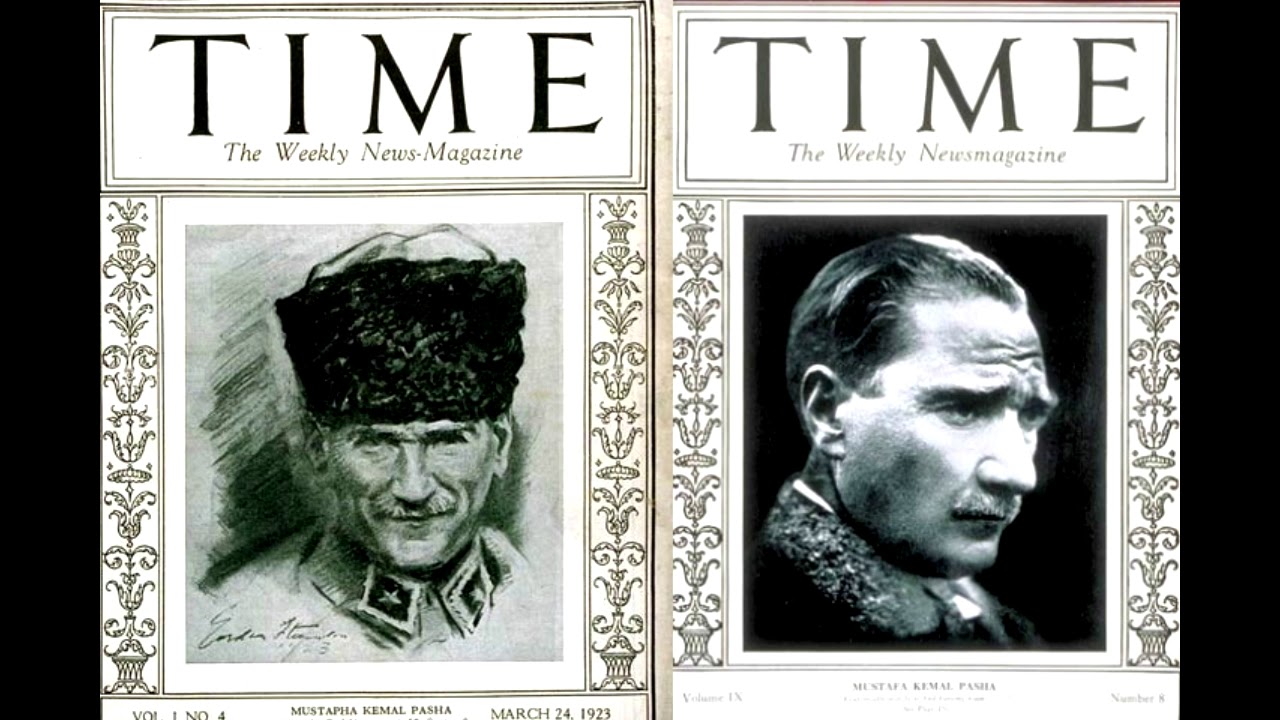 TIME
The Weekly News-Magazine
VOL. 1 NO. 4
MUSTAPHA KEMAL PASHA
MARCH 24, 1923
TIME
The Weekly Newsmagazine
Volume IX
MUSTAFA KEMAL PASHA
Number 8